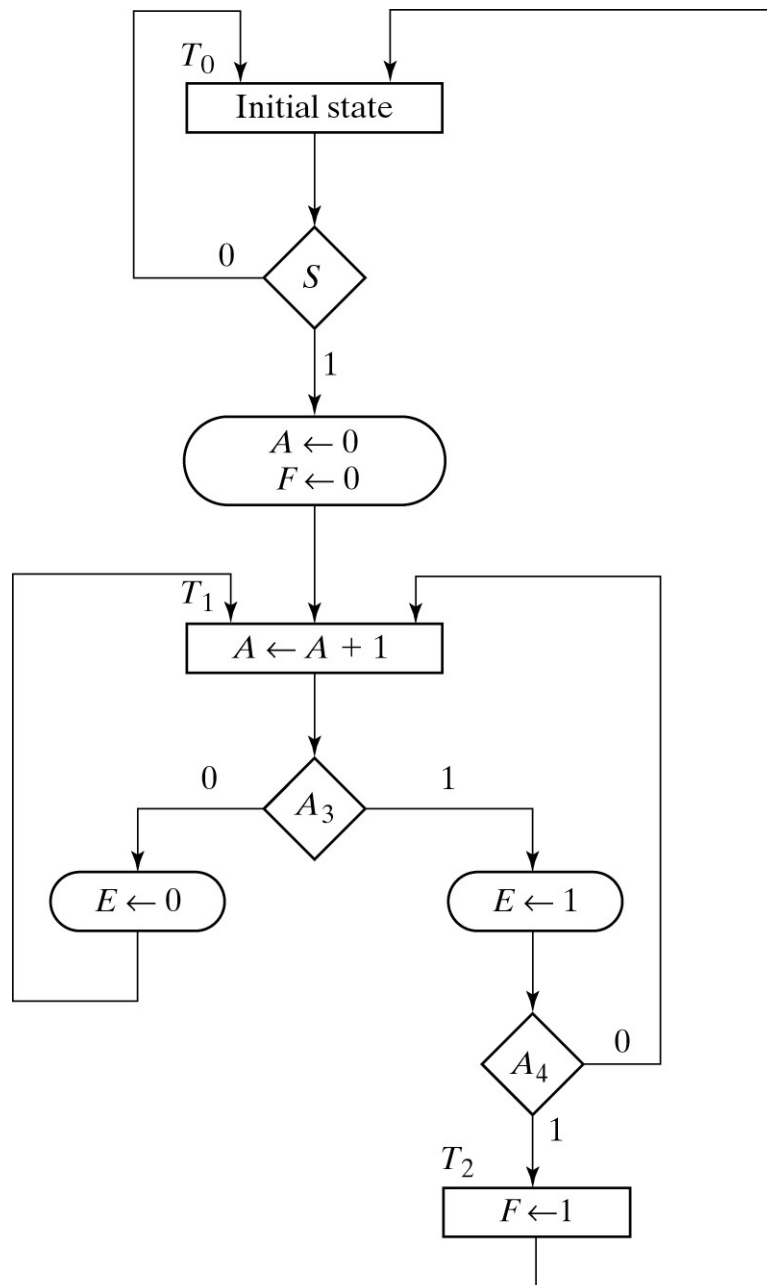 T₀
Initial state
0
S
1
A ← 0
F ← 0
T₁
A ← A + 1
0
1
A₃
E ← 0
E ← 1
0
A₄
1
T₂
F ← 1